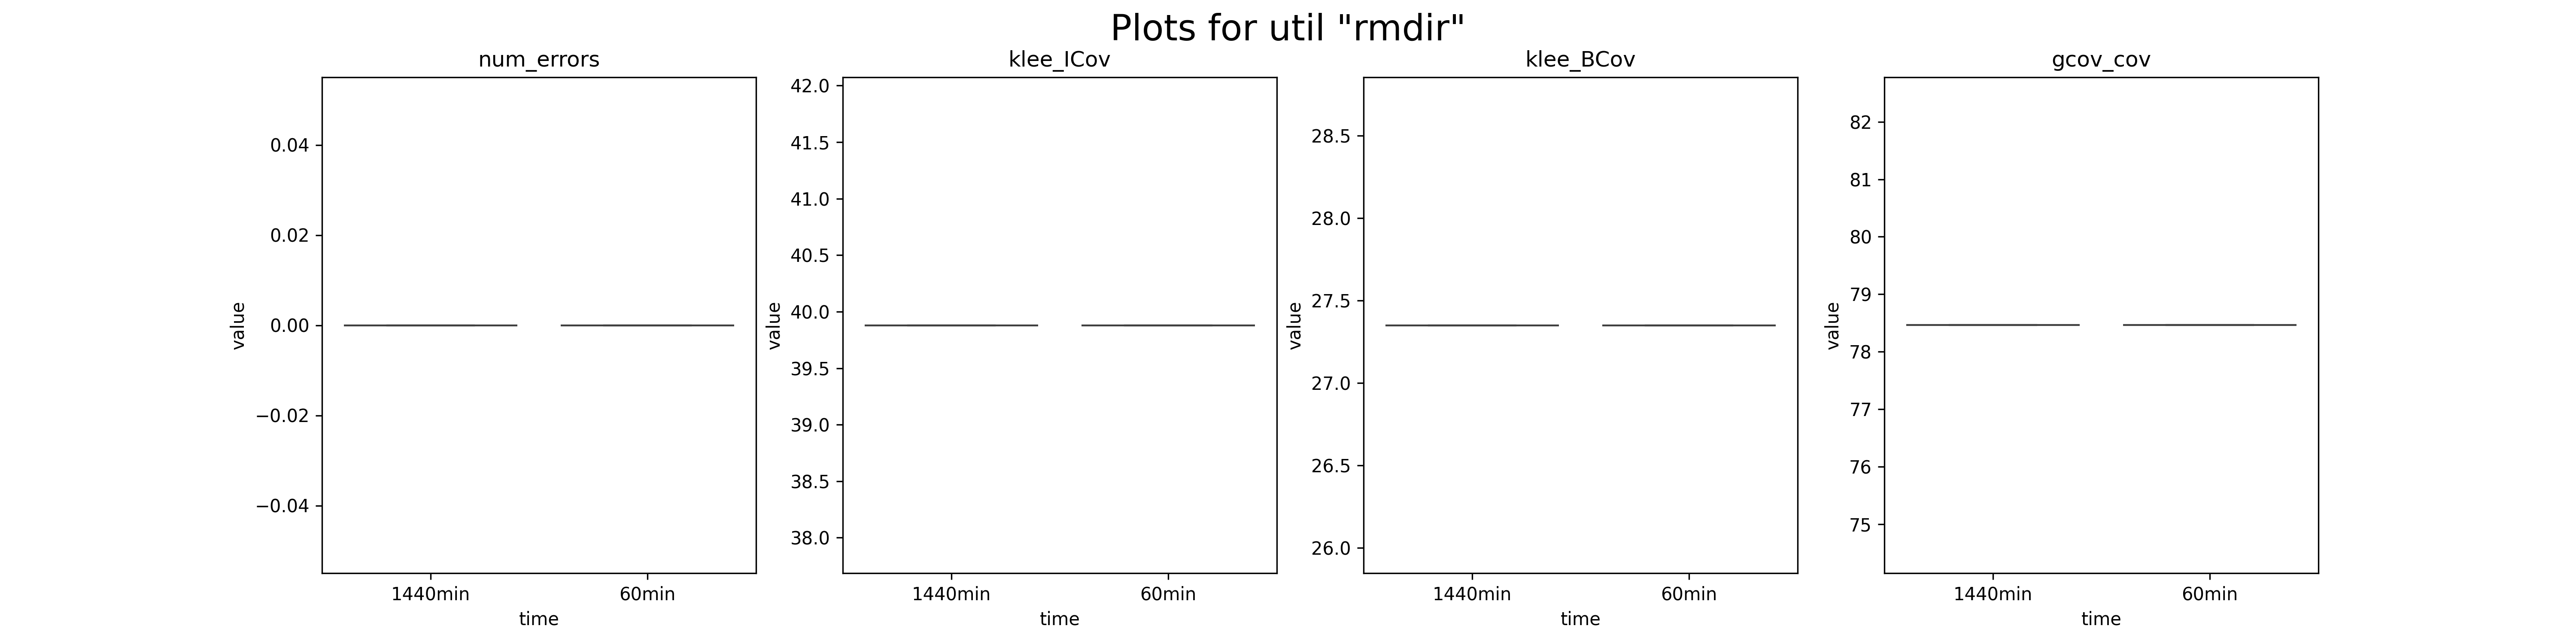 Plots for util "rmdir"
num_errors
0.04
0.02
0.00
−0.02
−0.04
value
1440min
60min
time
klee_ICov
42.0
41.5
41.0
40.5
40.0
39.5
39.0
38.5
38.0
value
1440min
60min
time
klee_BCov
28.5
28.0
27.5
27.0
26.5
26.0
value
1440min
60min
time
gcov_cov
82
81
80
79
78
77
76
75
value
1440min
60min
time